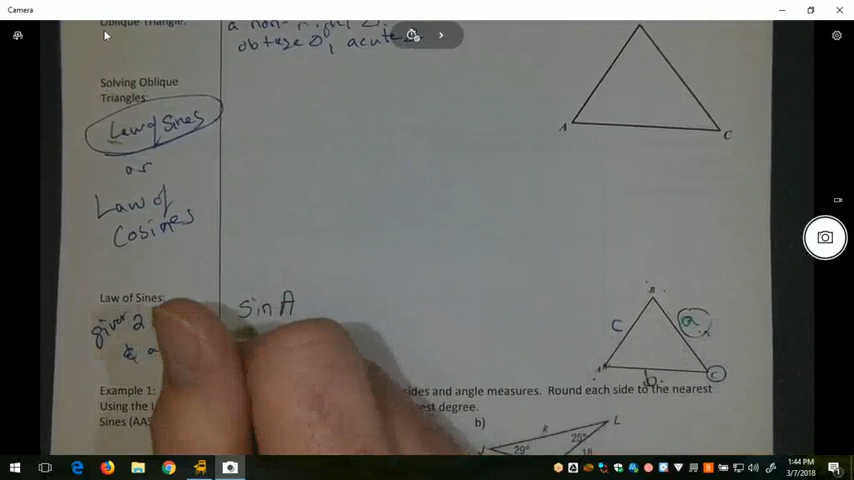 Camera
Oblique Triangle:
a non-right
obtuse Δ, acute
Solving Oblique
Triangles:
Law of Sines
or
Law of
Cosines
A
C
Law of Sines:
given 2
& a
sin A
B
C
a
A
b
C
Example 1:
sides and angle measures. Round each side to the nearest
Using the
nearest degree.
Sines (AAS
b)
k
L
25°
J
29°
18
1:44 PM
3/7/2018